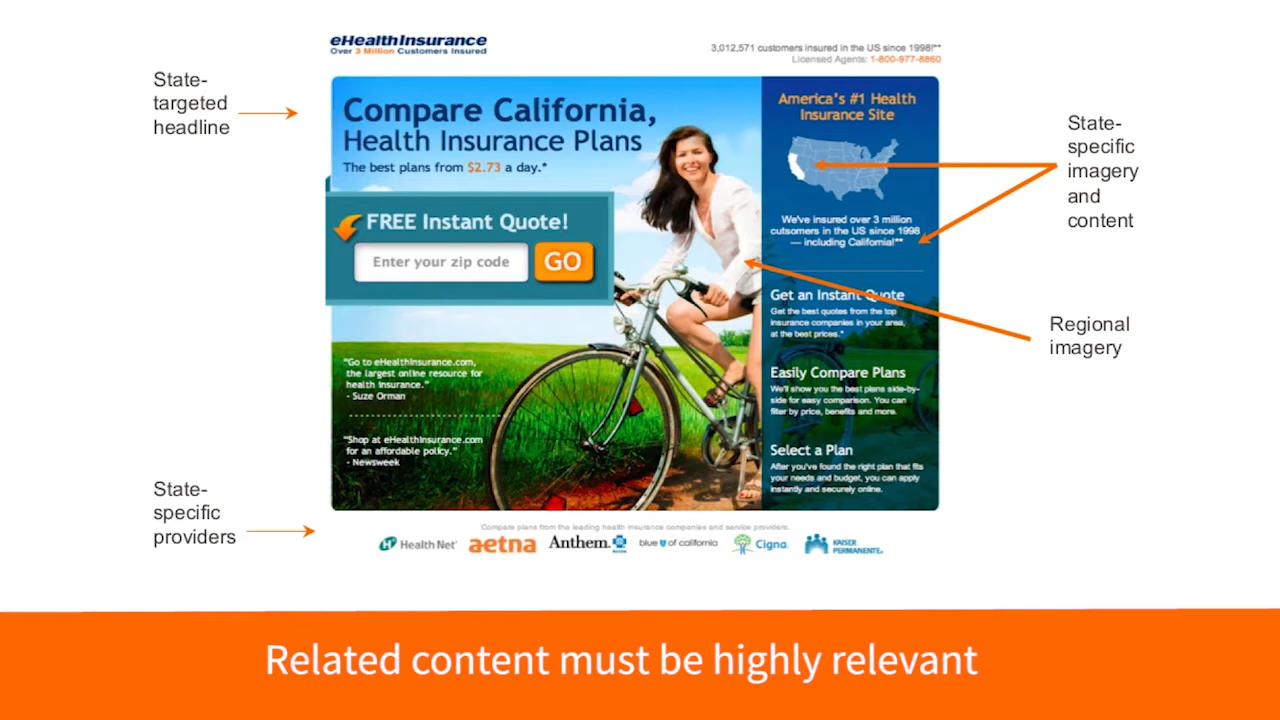 eHealthInsurance
Over 3 Million Customers Insured
3,012,571 customers insured in the US since 1998!**
Licensed Agents: 1-800-977-8860
State-
targeted
headline
Compare California,
Health Insurance Plans
The best plans from $2.73 a day.*
FREE Instant Quote!
Enter your zip code
GO
"Go to eHealthInsurance.com,
the largest online resource for
health insurance."
- Suze Orman
"Shop at eHealthInsurance.com
for an affordable policy."
- Newsweek
America's #1 Health
Insurance Site
We've insured over 3 million
cutsomers in the US since 1998
— including California!**
Get an Instant Quote
Get the best quotes from the top
insurance companies in your area,
at the best prices.*
Easily Compare Plans
We'll show you the best plans side-by-
side for easy comparison. You can
filter by price, benefits and more.
Select a Plan
After you've found the right plan that fits
your needs and budget, you can apply
instantly and securely online.
State-
specific
imagery
and
content
Regional
imagery
State-
specific
providers
Compare plans from the leading health insurance companies and service providers.
Health Net
aetna
Anthem.
blue of california
Cigna.
KAISER
PERMANENTE.
Related content must be highly relevant